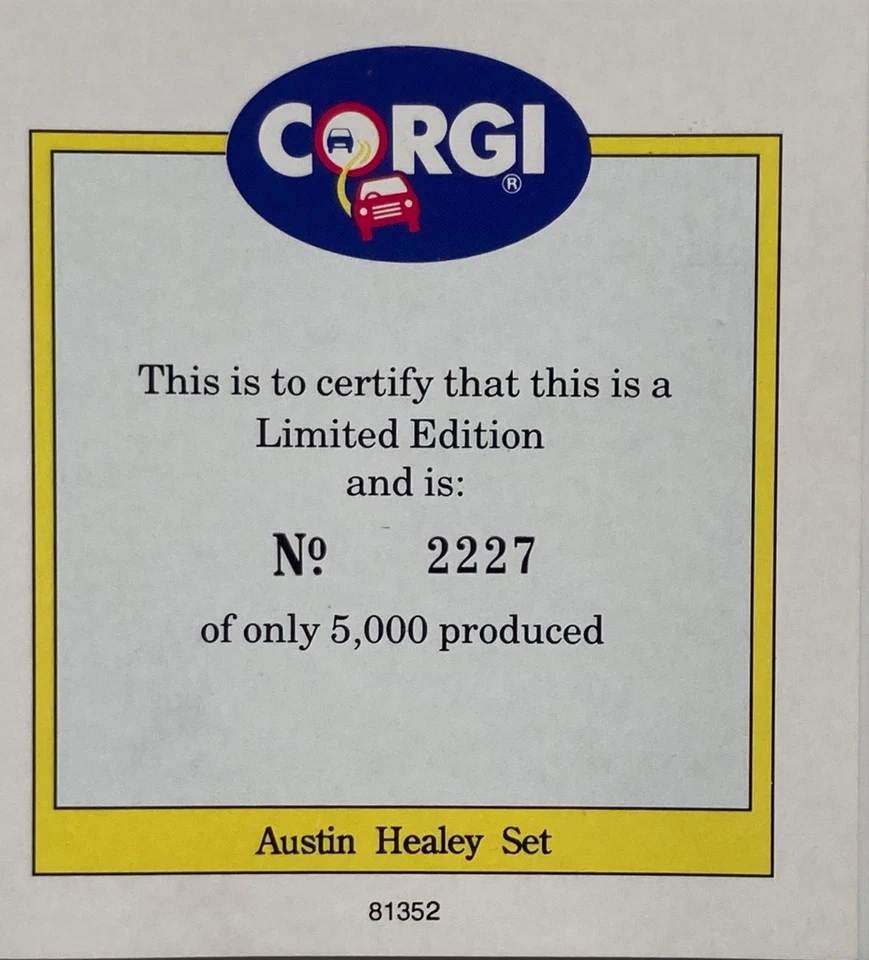 CORGI
®
This is to certify that this is a
Limited Edition
and is:
Nº 2227
of only 5,000 produced
Austin Healey Set
81352